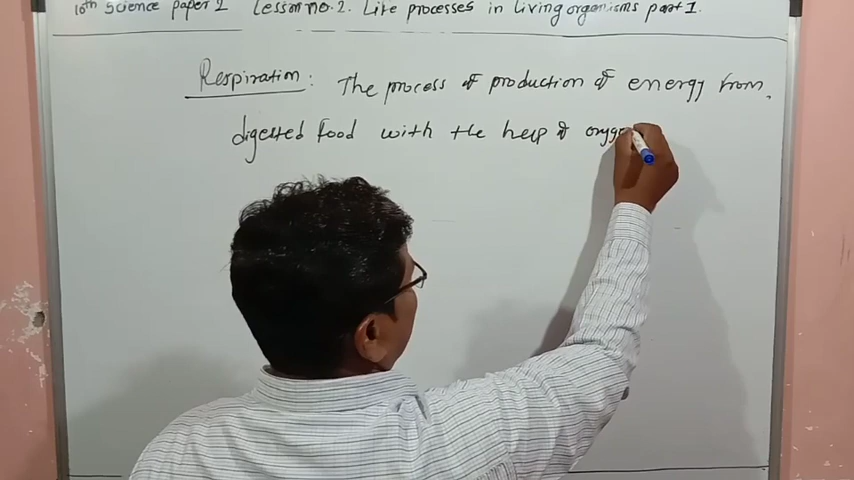 10th Science paper 2 Lesson no. 2. Life processes in living organisms part 1.
Respiration : The process of production of energy from
digested food with the help of oxyge